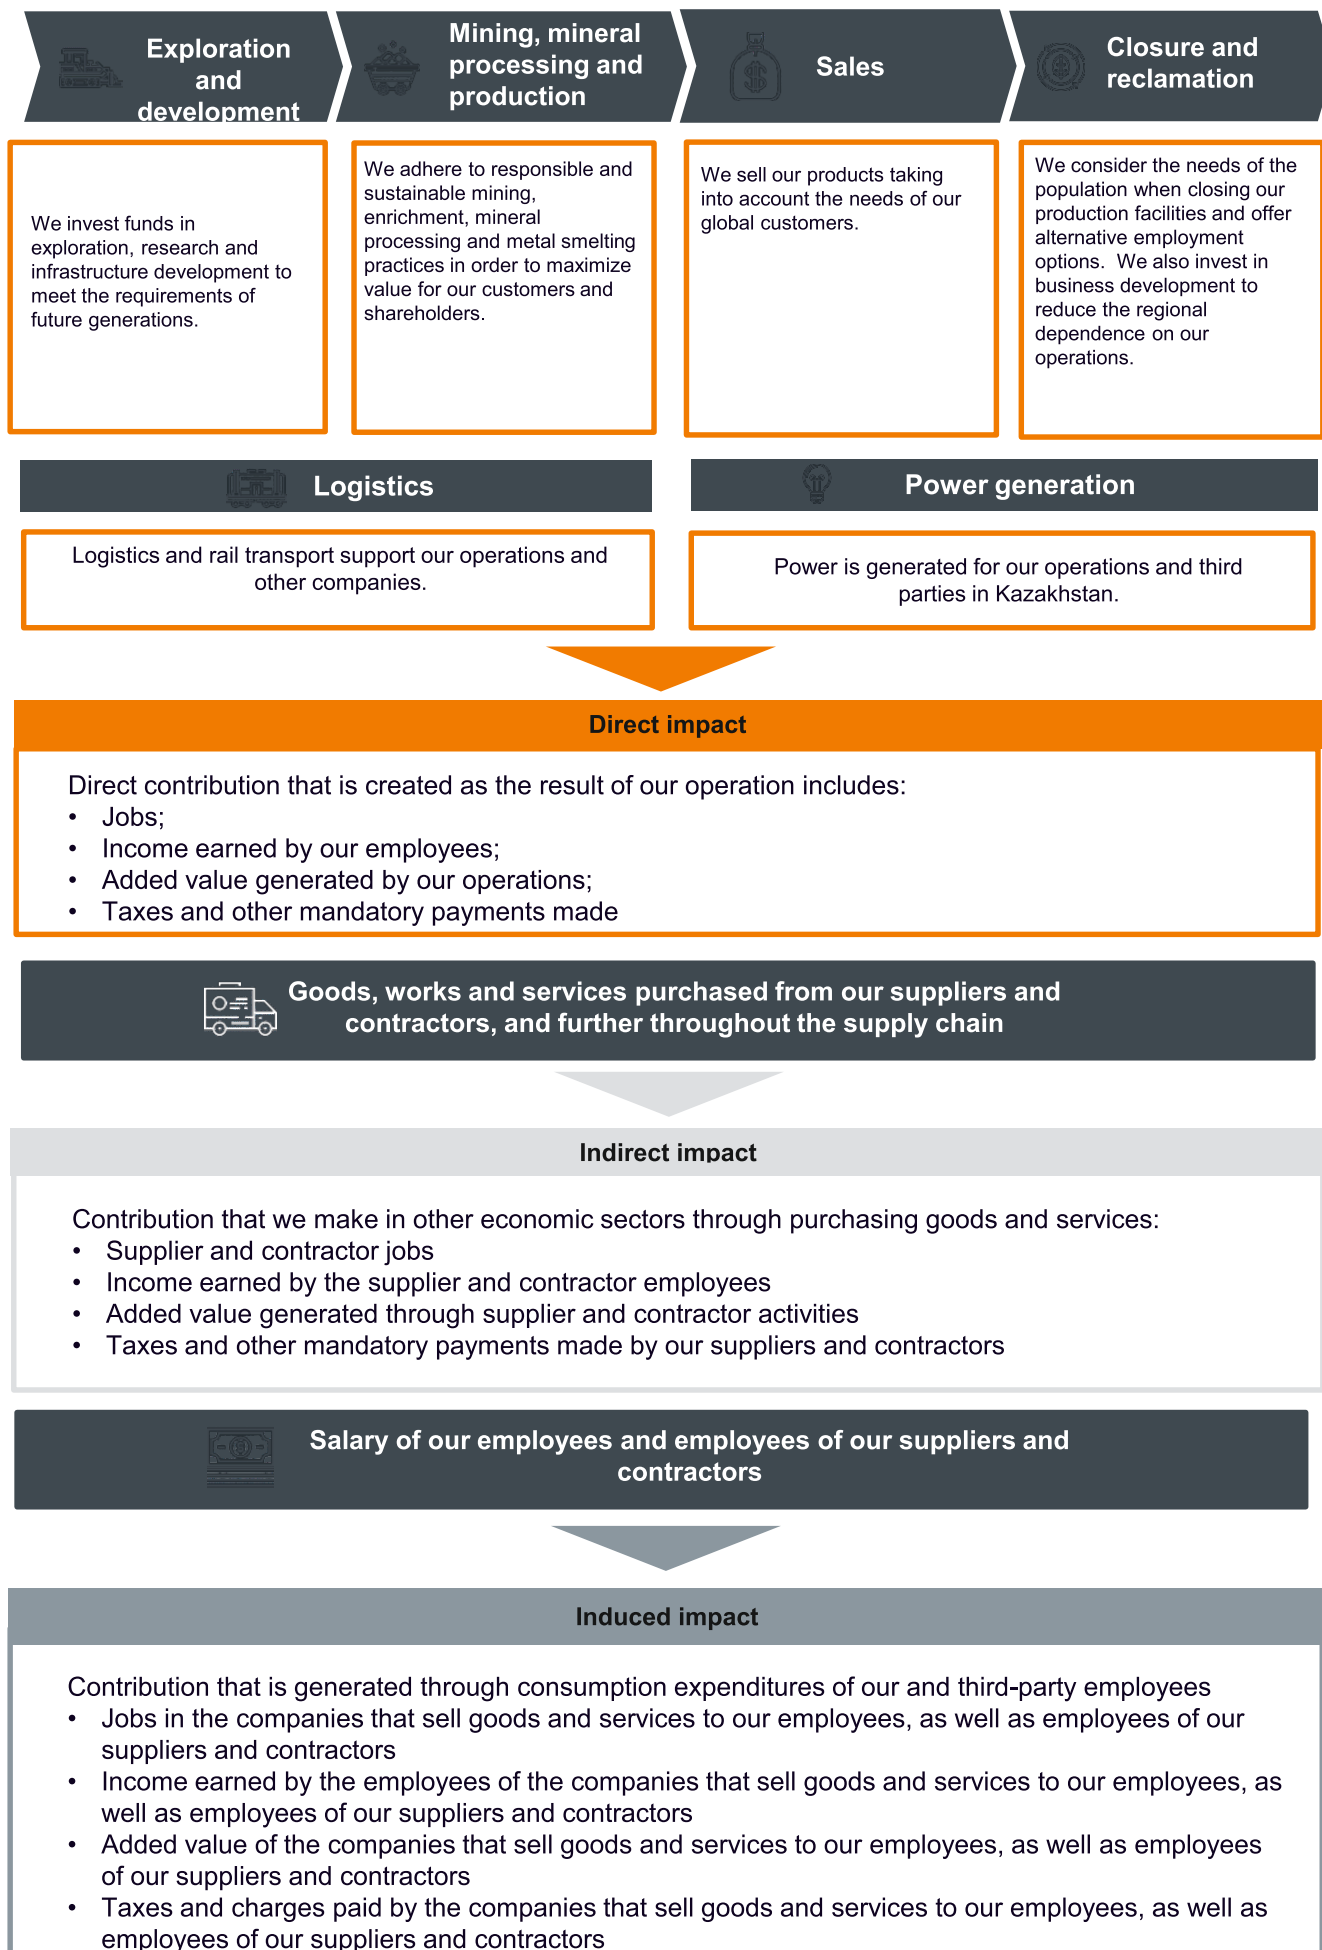 Exploration
and
development
Mining, mineral
processing and
production
Sales
Closure and
reclamation
We invest funds in
exploration, research and
infrastructure development to
meet the requirements of
future generations.
We adhere to responsible and
sustainable mining,
enrichment, mineral
processing and metal smelting
practices in order to maximize
value for our customers and
shareholders.
We sell our products taking
into account the needs of our
global customers.
We consider the needs of the
population when closing our
production facilities and offer
alternative employment
options. We also invest in
business development to
reduce the regional
dependence on our
operations.
Logistics
Power generation
Logistics and rail transport support our operations and
other companies.
Power is generated for our operations and third
parties in Kazakhstan.
Direct impact
Direct contribution that is created as the result of our operation includes:
• Jobs;
• Income earned by our employees;
• Added value generated by our operations;
• Taxes and other mandatory payments made
Goods, works and services purchased from our suppliers and
contractors, and further throughout the supply chain
Indirect impact
Contribution that we make in other economic sectors through purchasing goods and services:
• Supplier and contractor jobs
• Income earned by the supplier and contractor employees
• Added value generated through supplier and contractor activities
• Taxes and other mandatory payments made by our suppliers and contractors
Salary of our employees and employees of our suppliers and
contractors
Induced impact
Contribution that is generated through consumption expenditures of our and third-party employees
• Jobs in the companies that sell goods and services to our employees, as well as employees of our
suppliers and contractors
• Income earned by the employees of the companies that sell goods and services to our employees, as
well as employees of our suppliers and contractors
• Added value of the companies that sell goods and services to our employees, as well as employees
of our suppliers and contractors
• Taxes and charges paid by the companies that sell goods and services to our employees, as well as
employees of our suppliers and contractors